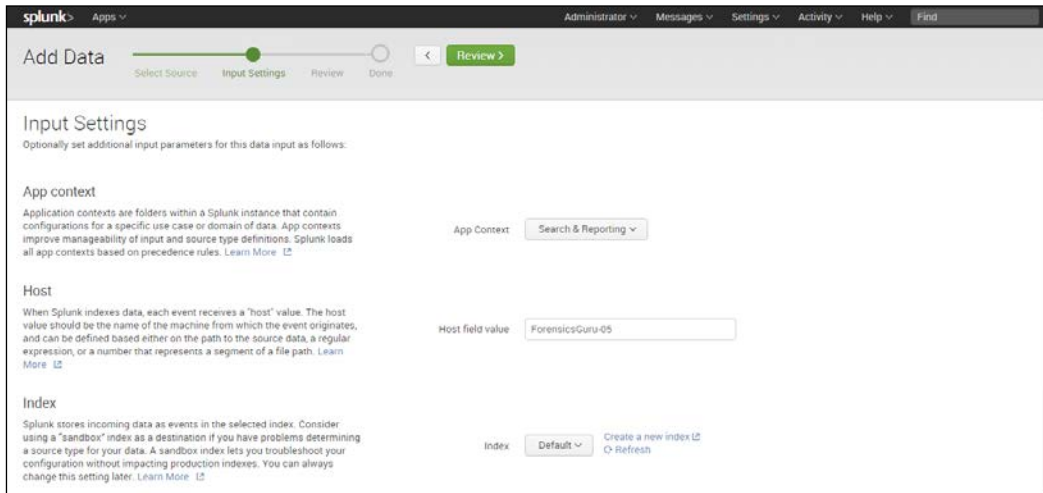 splunk> Apps Administrator Messages Settings Activity Help Find
Add Data Select Source Input Settings Review Done < Review >
Input Settings
Optionally set additional input parameters for this data input as follows:
App context
Application contexts are folders within a Splunk instance that contain
configurations for a specific use case or domain of data. App contexts
improve manageability of input and source type definitions. Splunk loads
all app contexts based on precedence rules. Learn More
App Context Search & Reporting
Host
When Splunk indexes data, each event receives a "host" value. The host
value should be the name of the machine from which the event originates,
and can be defined based either on the path to the source data, a regular
expression, or a number that represents a segment of a file path. Learn
More
Host field value ForensicsGuru-05
Index
Splunk stores incoming data as events in the selected index. Consider
using a "sandbox" index as a destination if you have problems determining
a source type for your data. A sandbox index lets you troubleshoot your
configuration without impacting production indexes. You can always
change this setting later. Learn More
Index Default Create a new index
Refresh